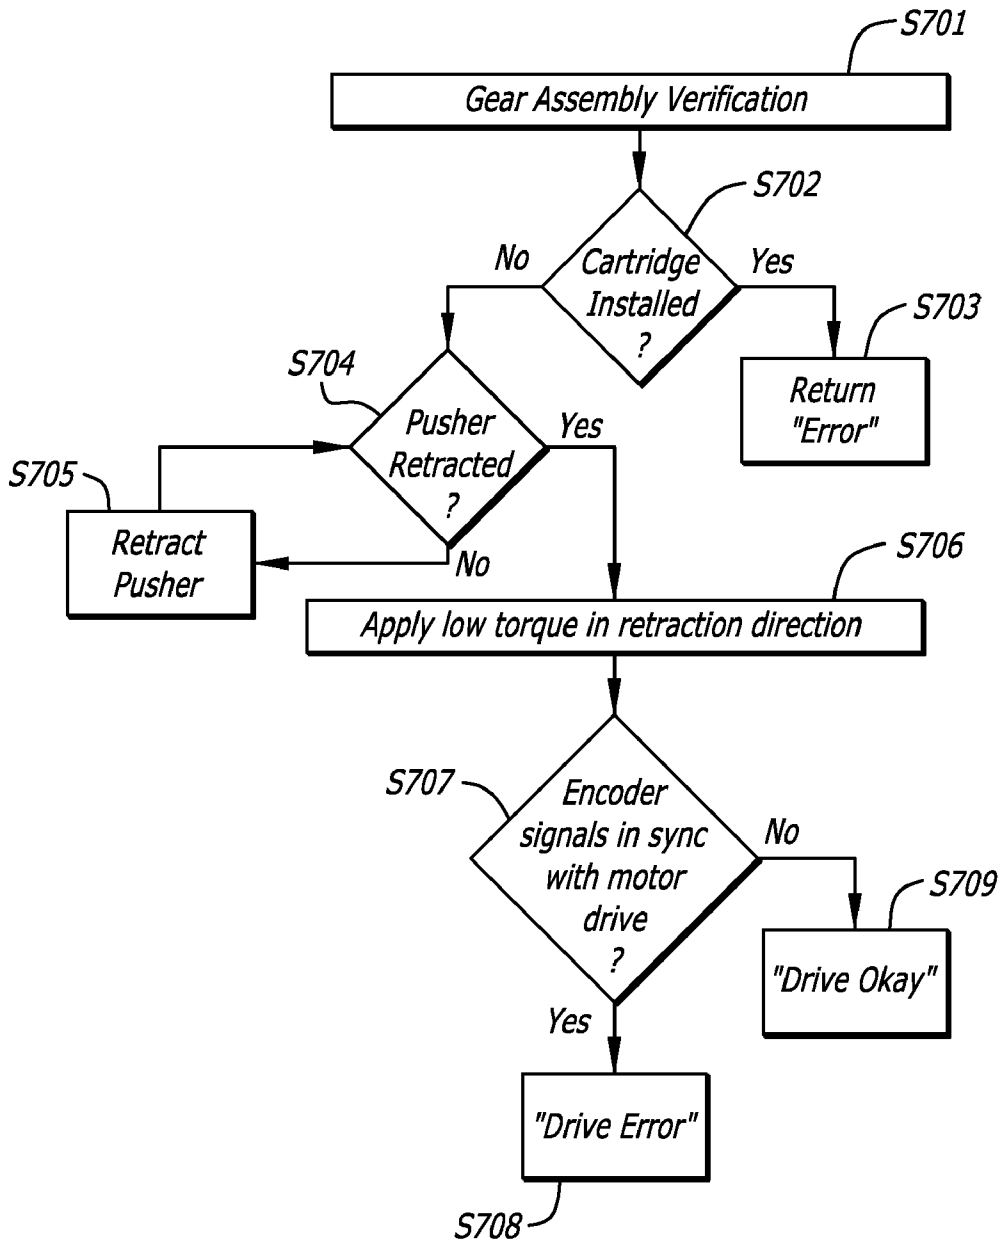 S701
Gear Assembly Verification
S702
No
Cartridge
Installed
?
Yes
S703
Return
"Error"
S704
Pusher
Retracted
?
Yes
No
S705
Retract
Pusher
S706
Apply low torque in retraction direction
S707
Encoder
signals in sync
with motor
drive
?
No
S709
"Drive Okay"
Yes
"Drive Error"
S708